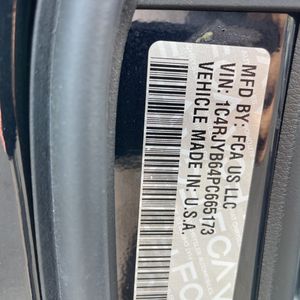 MFD BY: FCA US LLC
VIN: 1C4RJYB64PC665173
VEHICLE MADE IN: U.S.A.